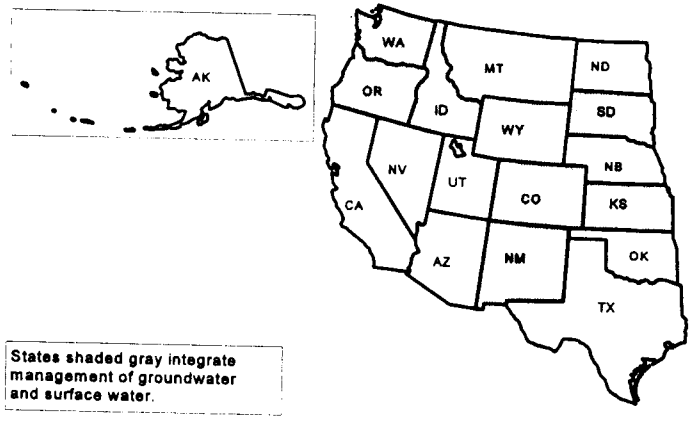 WA
MT
ND
AK
OR
ID
SD
WY
NB
NV
UT
CO
KS
CA
AZ
NM
OK
TX
States shaded gray integrate
management of groundwater
and surface water.